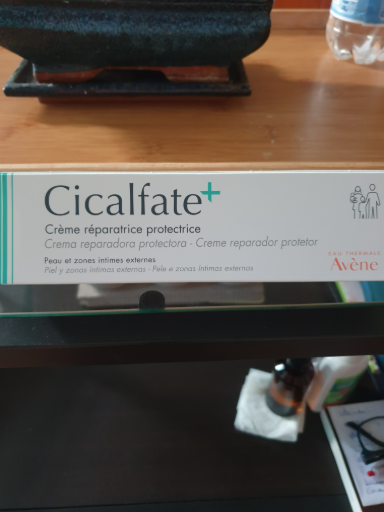 Cicalfate+
Crème réparatrice protectrice
Crema reparadora protectora - Creme reparador protetor
Peau et zones intimes externes
Piel y zonas íntimas externas - Pele e zonas íntimas externas
EAU THERMALE
Avène